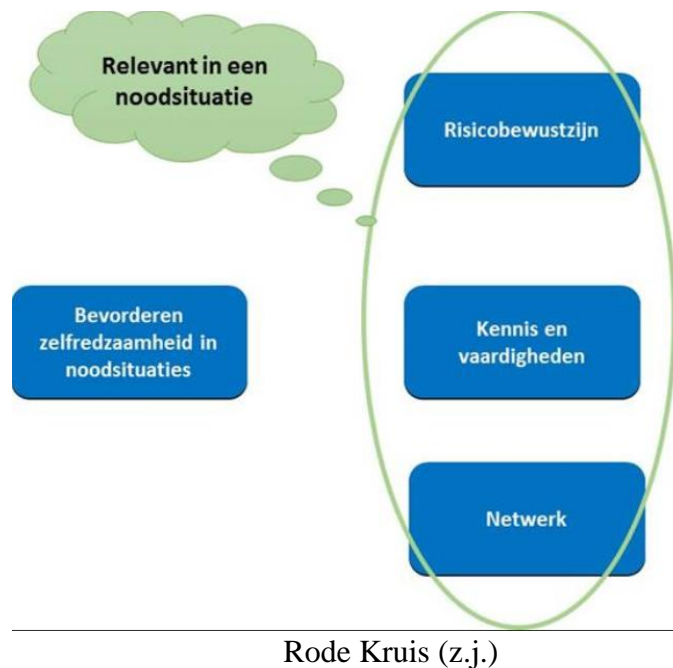 Relevant in een
noodsituatie
Risicobewustzijn
Bevorderen
zelfredzaamheid in
noodsituaties
Kennis en
vaardigheden
Netwerk
Rode Kruis (z.j.)